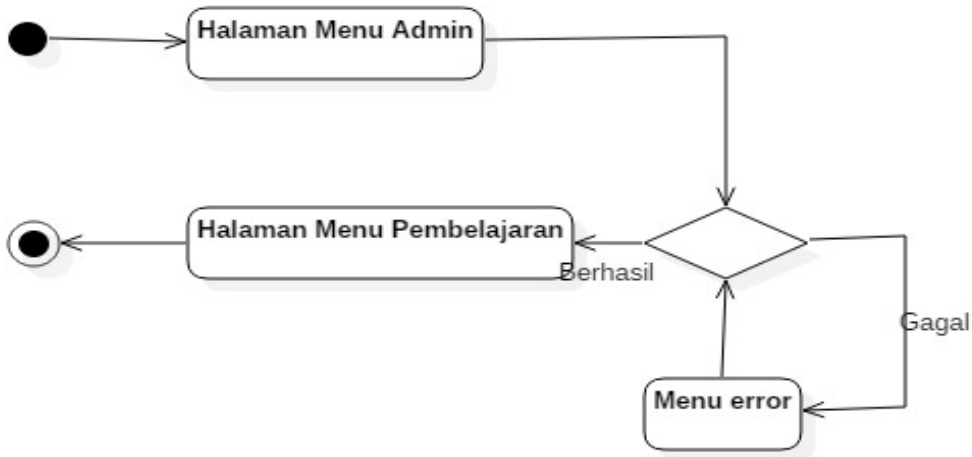 Halaman Menu Admin
Halaman Menu Pembelajaran
Berhasil
Gagal
Menu error